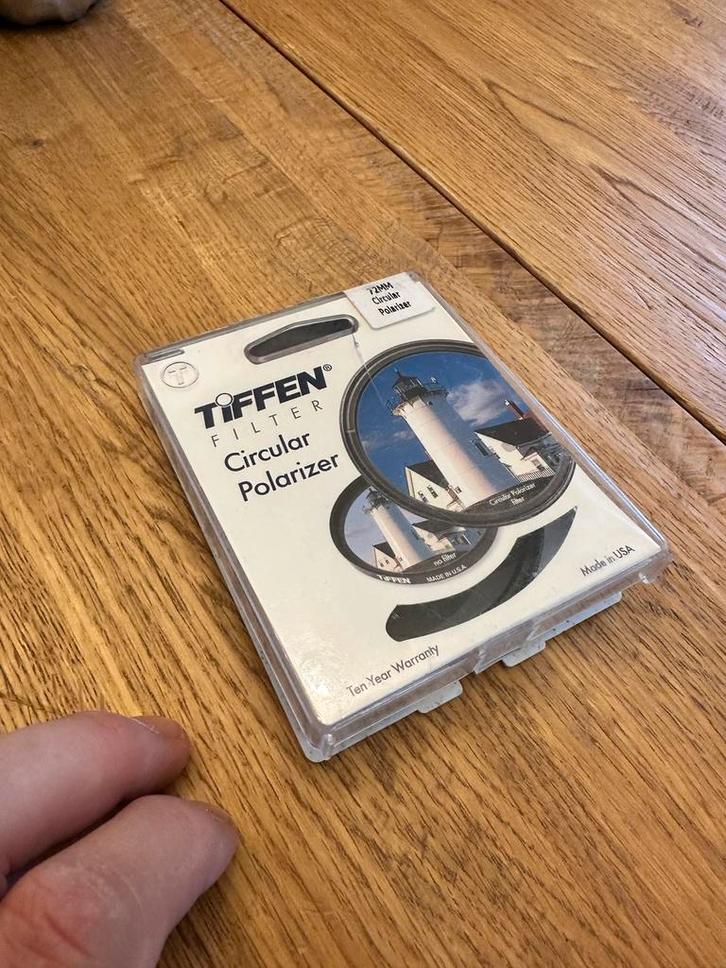 72MM
Circular
Polarizer
TiFFEN®
FILTER
Circular
Polarizer
Circular Polarizer
filter
no filter
TiFFEN MADE IN U.S.A.
Made in USA
Ten Year Warranty